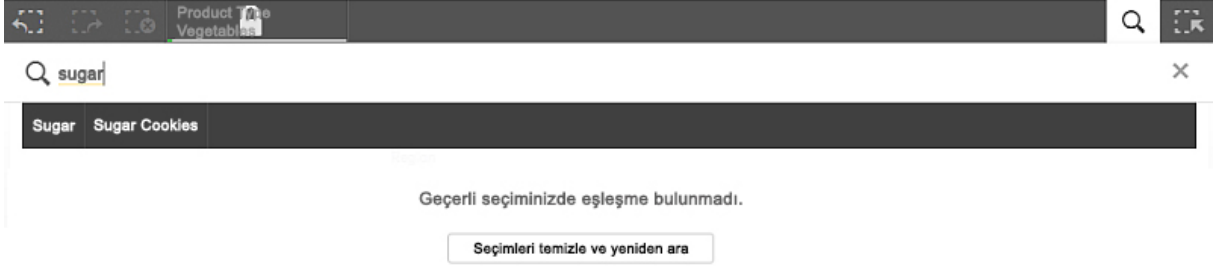 Product Type
Vegetables
sugar
Sugar Sugar Cookies
Geçerli seçiminizde eşleşme bulunmadı.
Seçimleri temizle ve yeniden ara